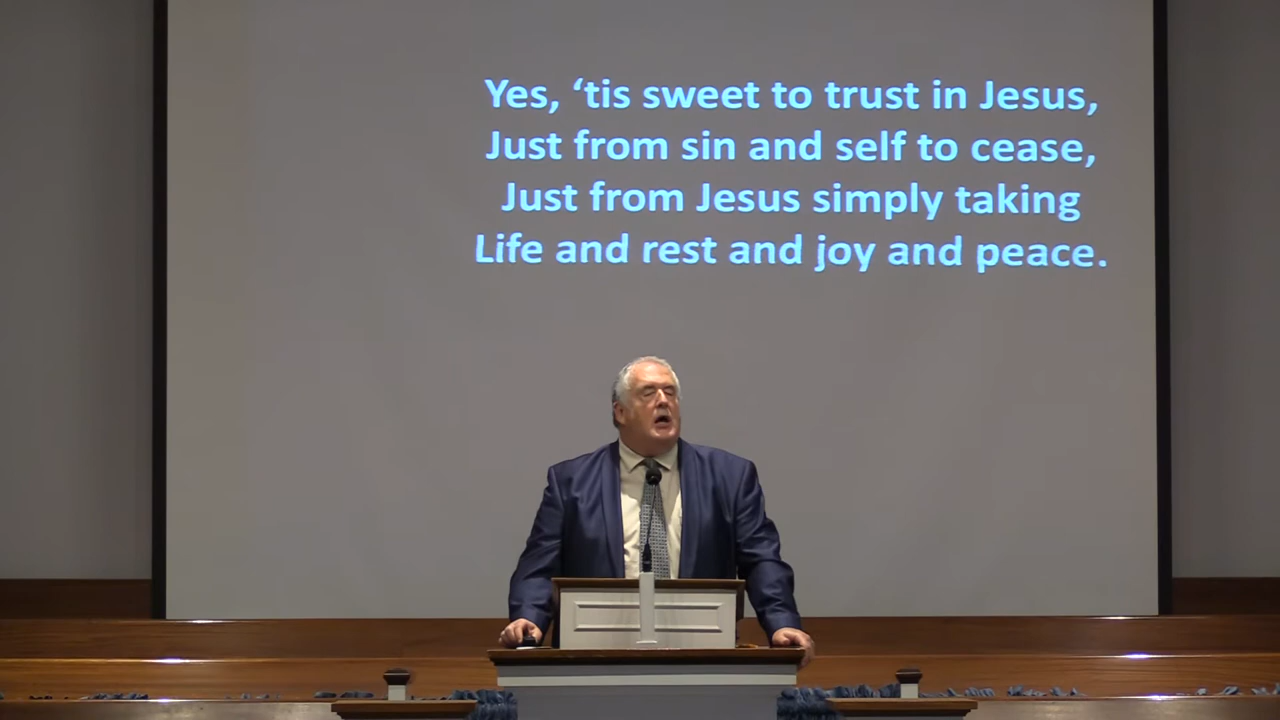 Yes, ‘tis sweet to trust in Jesus,
Just from sin and self to cease,
Just from Jesus simply taking
Life and rest and joy and peace.